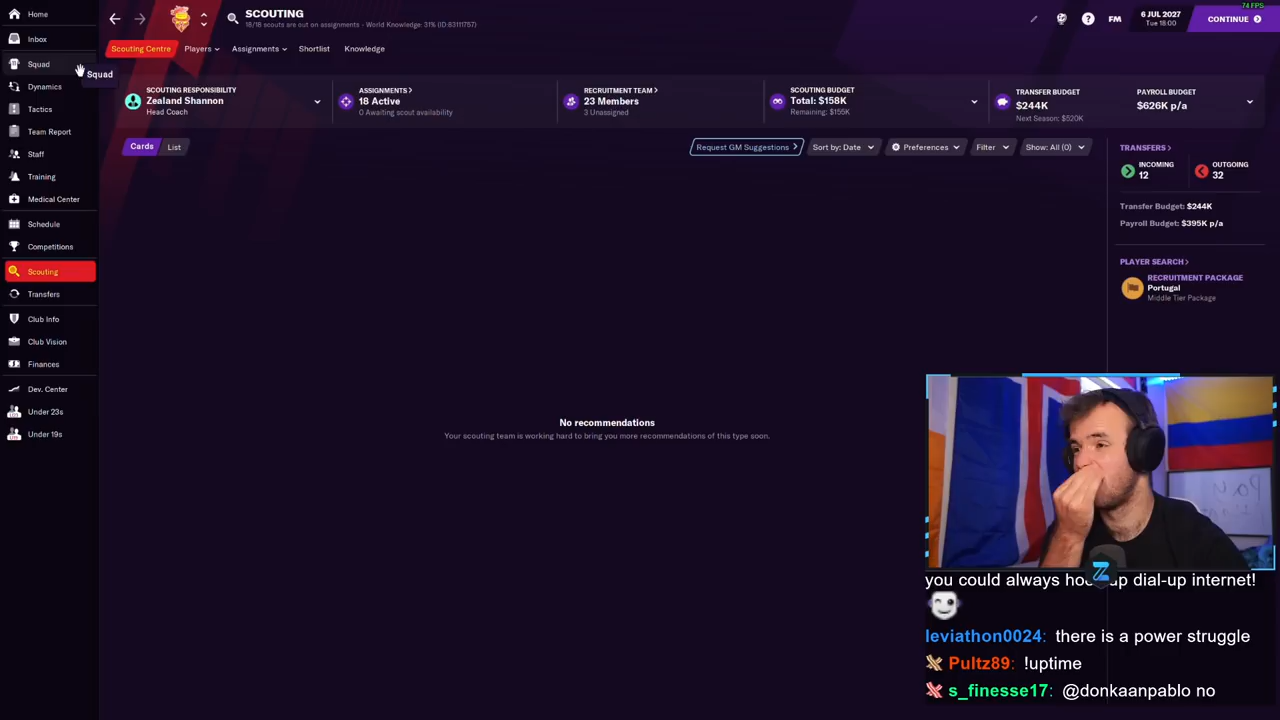 74 FPS
Home
SCOUTING
18/18 scouts are out on assignments - World Knowledge: 31% (ID:83111757)
FM
6 JUL 2027
Tue 18:00
CONTINUE
Inbox
Squad
Dynamics
Tactics
Team Report
Staff
Training
Medical Center
Schedule
Competitions
Scouting
Transfers
Club Info
Club Vision
Finances
Dev. Center
Under 23s
Under 19s
Squad
Scouting Centre
Players
Assignments
Shortlist
Knowledge
SCOUTING RESPONSIBILITY
Zealand Shannon
Head Coach
ASSIGNMENTS
18 Active
0 Awaiting scout availability
RECRUITMENT TEAM
23 Members
3 Unassigned
SCOUTING BUDGET
Total: $158K
Remaining: $155K
TRANSFER BUDGET
$244K
Next Season: $520K
PAYROLL BUDGET
$626K p/a
Cards
List
Request GM Suggestions
Sort by: Date
Preferences
Filter
Show: All (0)
No recommendations
Your scouting team is working hard to bring you more recommendations of this type soon.
TRANSFERS
INCOMING
12
OUTGOING
32
Transfer Budget: $244K
Payroll Budget: $395K p/a
PLAYER SEARCH
RECRUITMENT PACKAGE
Portugal
Middle Tier Package
you could always up dial-up internet!
leviathon0024: there is a power struggle
Pultz89: !uptime
s_finesse17: @donkaanpablo no